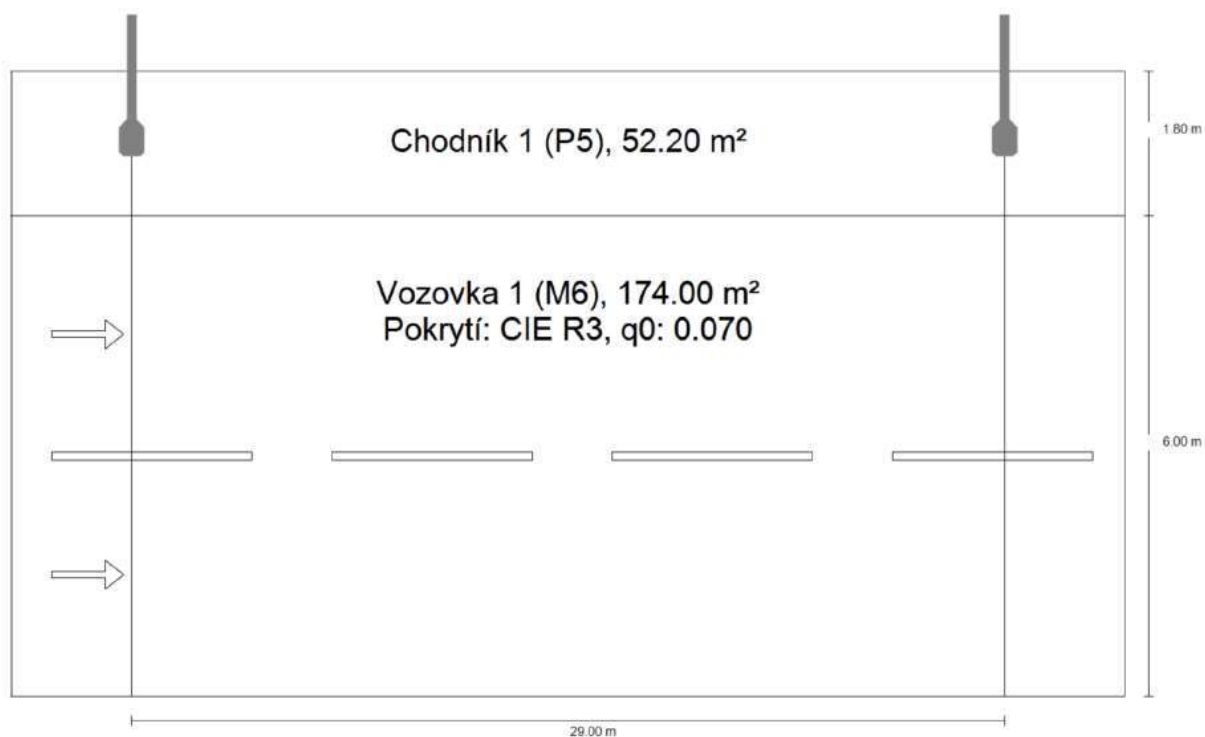 Chodník 1 (P5), 52.20 m²
1.80 m
Vozovka 1 (M6), 174.00 m²
Pokrytí: CIE R3, q0: 0.070
6.00 m
29.00 m